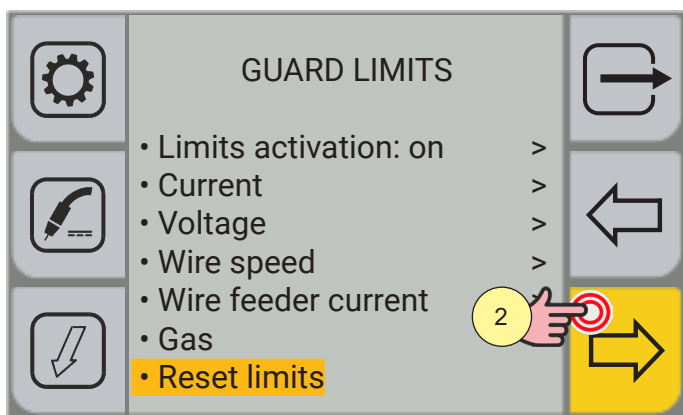 GUARD LIMITS
• Limits activation: on >
• Current >
• Voltage >
• Wire speed >
• Wire feeder current >
• Gas
• Reset limits
2